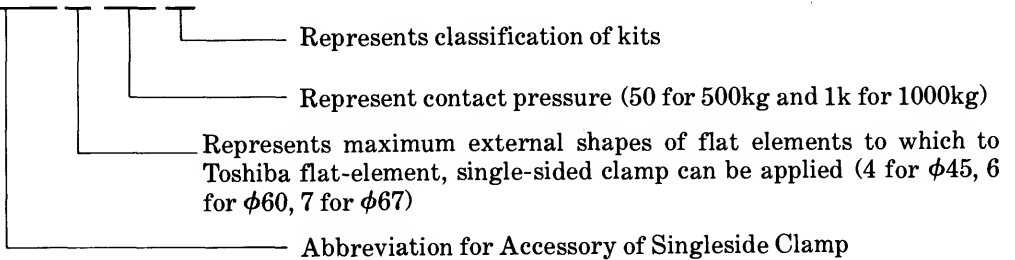 Represents classification of kits
Represent contact pressure (50 for 500kg and 1k for 1000kg)
Represents maximum external shapes of flat elements to which to
Toshiba flat-element, single-sided clamp can be applied (4 for ϕ45, 6
for ϕ60, 7 for ϕ67)
Abbreviation for Accessory of Singleside Clamp